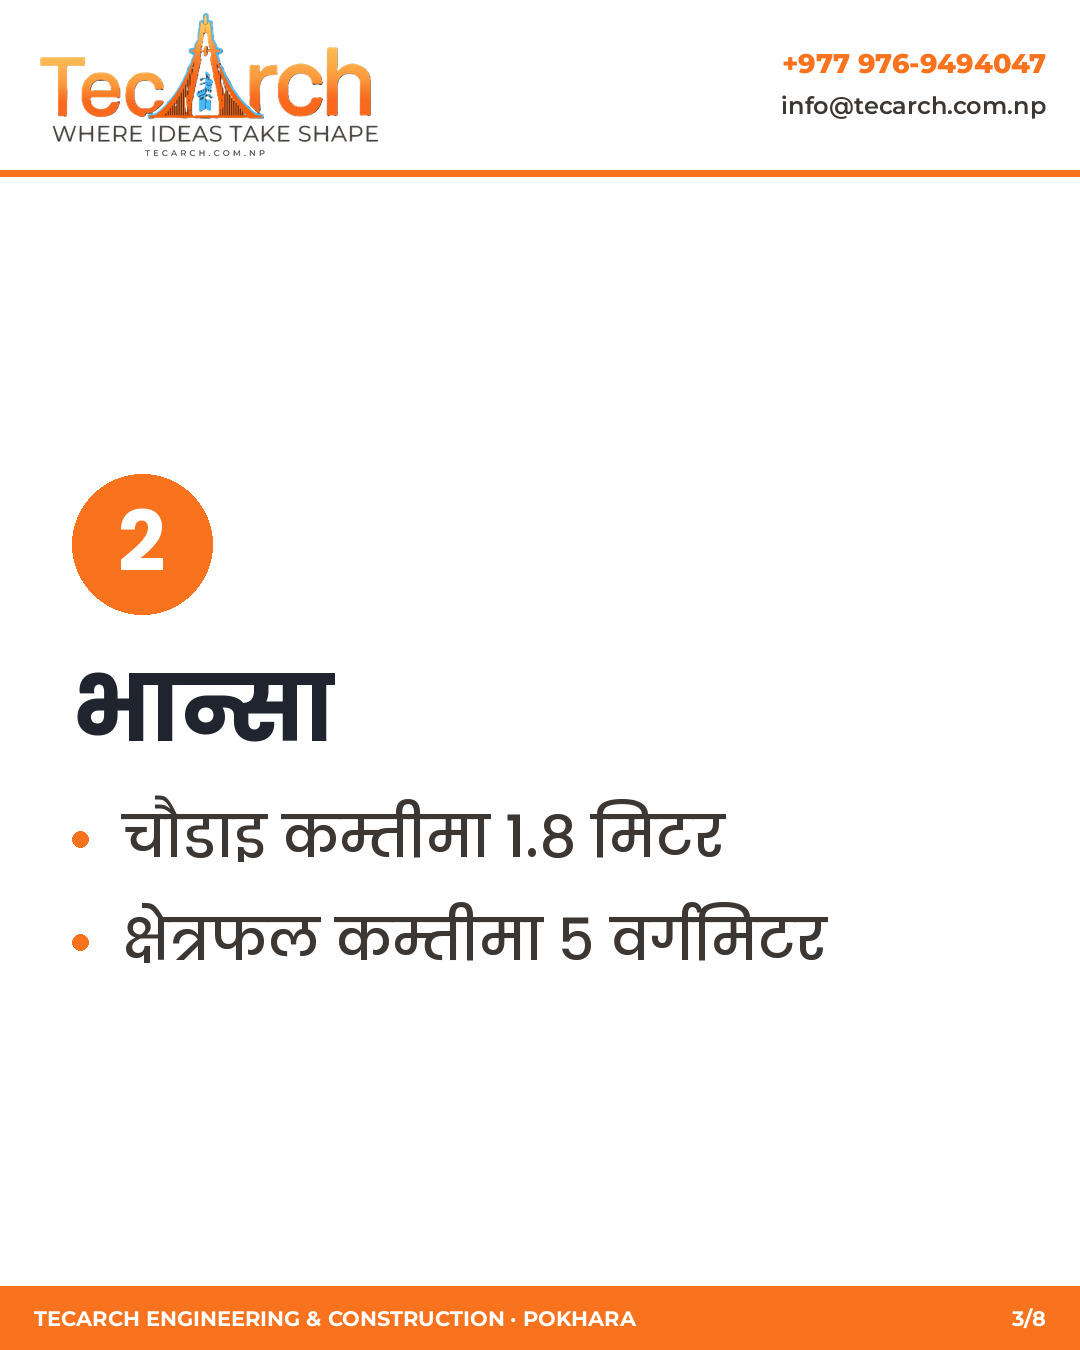 TecArch
WHERE IDEAS TAKE SHAPE
TECARCH.COM.NP
+977 976-9494047
info@tecarch.com.np
2
भान्सा
• चौडाइ कम्तीमा 1.8 मिटर
• क्षेत्रफल कम्तीमा 5 वर्गमिटर
TECARCH ENGINEERING & CONSTRUCTION · POKHARA
3/8